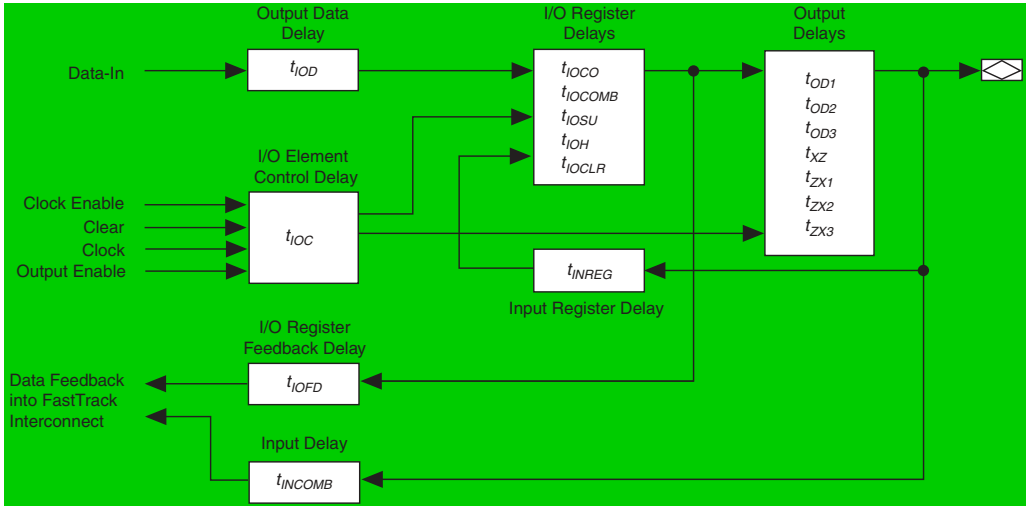 Output Data
Delay
I/O Register
Delays
Output
Delays
Data-In
tIOD
tIOCO
tIOCOMB
tIOSU
tIOH
tIOCLR
tOD1
tOD2
tOD3
tXZ
tZX1
tZX2
tZX3
I/O Element
Control Delay
Clock Enable
Clear
Clock
Output Enable
tIOC
tINREG
Input Register Delay
I/O Register
Feedback Delay
Data Feedback
into FastTrack
Interconnect
tIOFD
Input Delay
tINCOMB